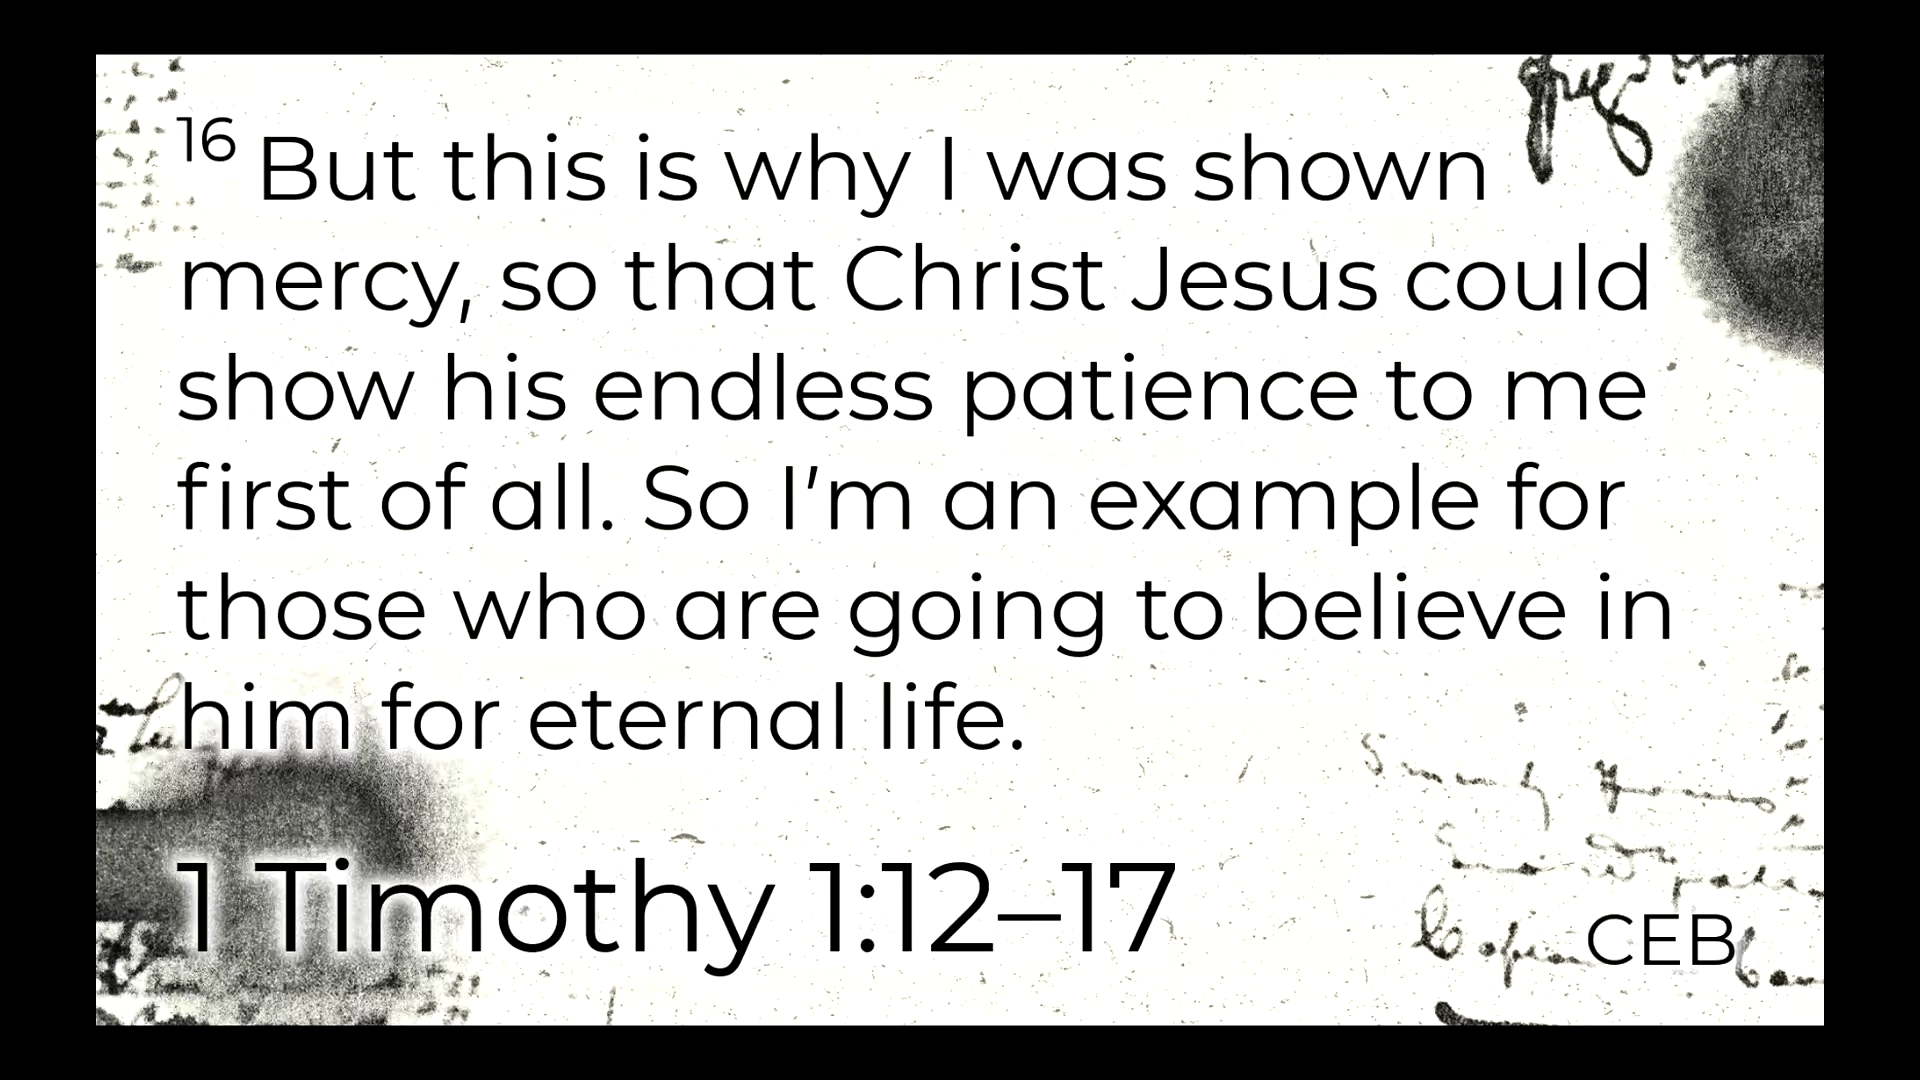 16 But this is why I was shown
mercy, so that Christ Jesus could
show his endless patience to me
first of all. So I’m an example for
those who are going to believe in
him for eternal life.
1 Timothy 1:12–17
CEB